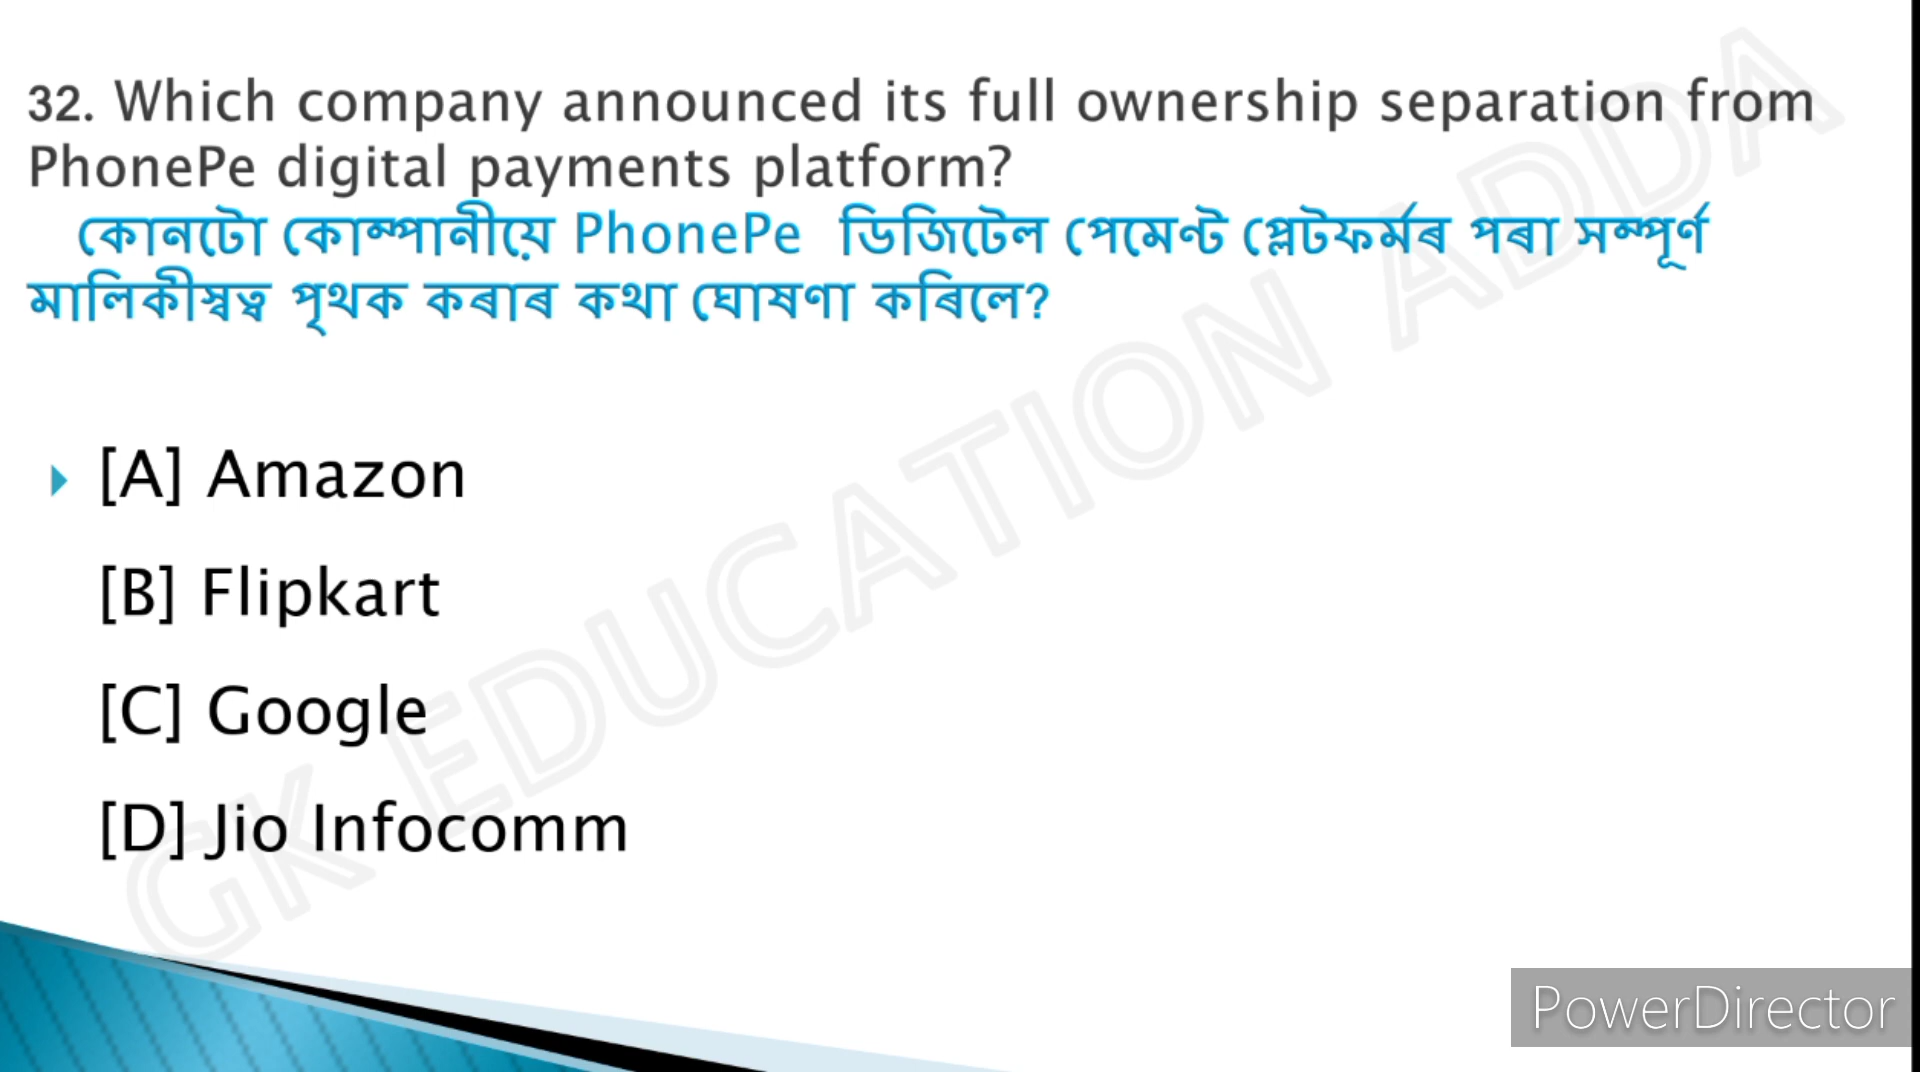 32. Which company announced its full ownership separation from
PhonePe digital payments platform?
কোনটো কোম্পানীয়ে PhonePe ডিজিটেল পেমেণ্ট প্লেটফৰ্মৰ পৰা সম্পূৰ্ণ
মালিকীস্বত্ব পৃথক কৰাৰ কথা ঘোষণা কৰিলে?
[A] Amazon
[B] Flipkart
[C] Google
[D] Jio Infocomm
GK EDUCATION ADDA
PowerDirector